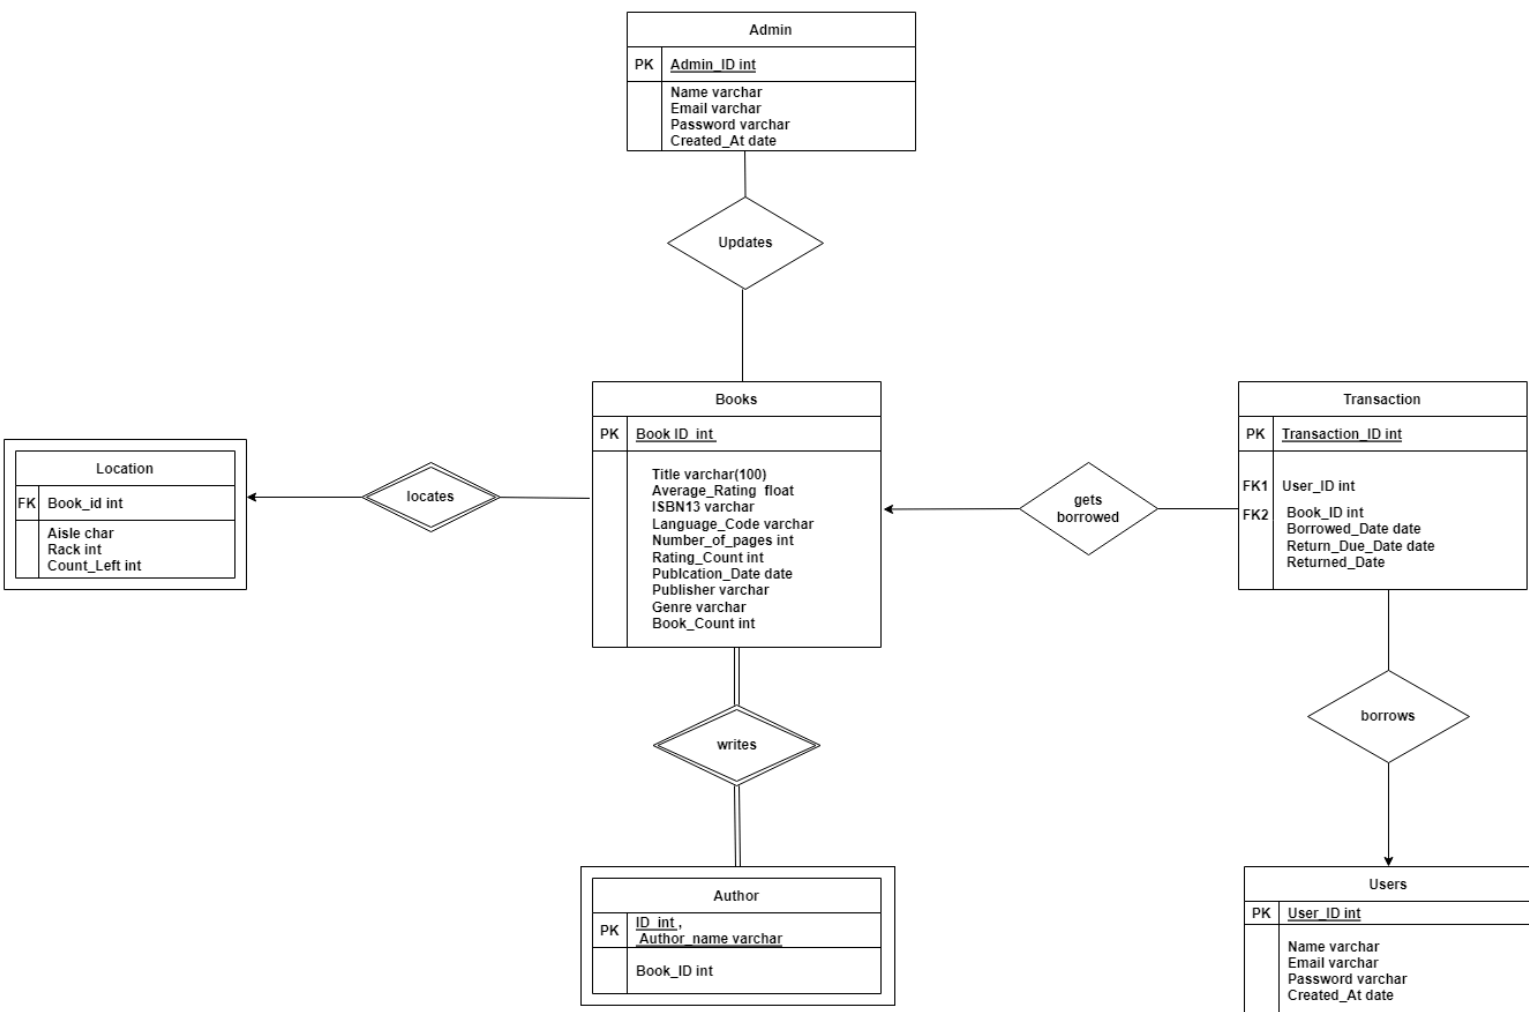 Admin
PK Admin_ID int
Name varchar
Email varchar
Password varchar
Created_At date
Updates
Books
PK Book ID int
Title varchar(100)
Average_Rating float
ISBN13 varchar
Language_Code varchar
Number_of_pages int
Rating_Count int
Publcation_Date date
Publisher varchar
Genre varchar
Book_Count int
Location
FK Book_id int
Aisle char
Rack int
Count_Left int
locates
gets
borrowed
Transaction
PK Transaction_ID int
FK1 User_ID int
FK2 Book_ID int
Borrowed_Date date
Return_Due_Date date
Returned_Date
writes
borrows
Author
PK ID int ,
Author_name varchar
Book_ID int
Users
PK User_ID int
Name varchar
Email varchar
Password varchar
Created_At date